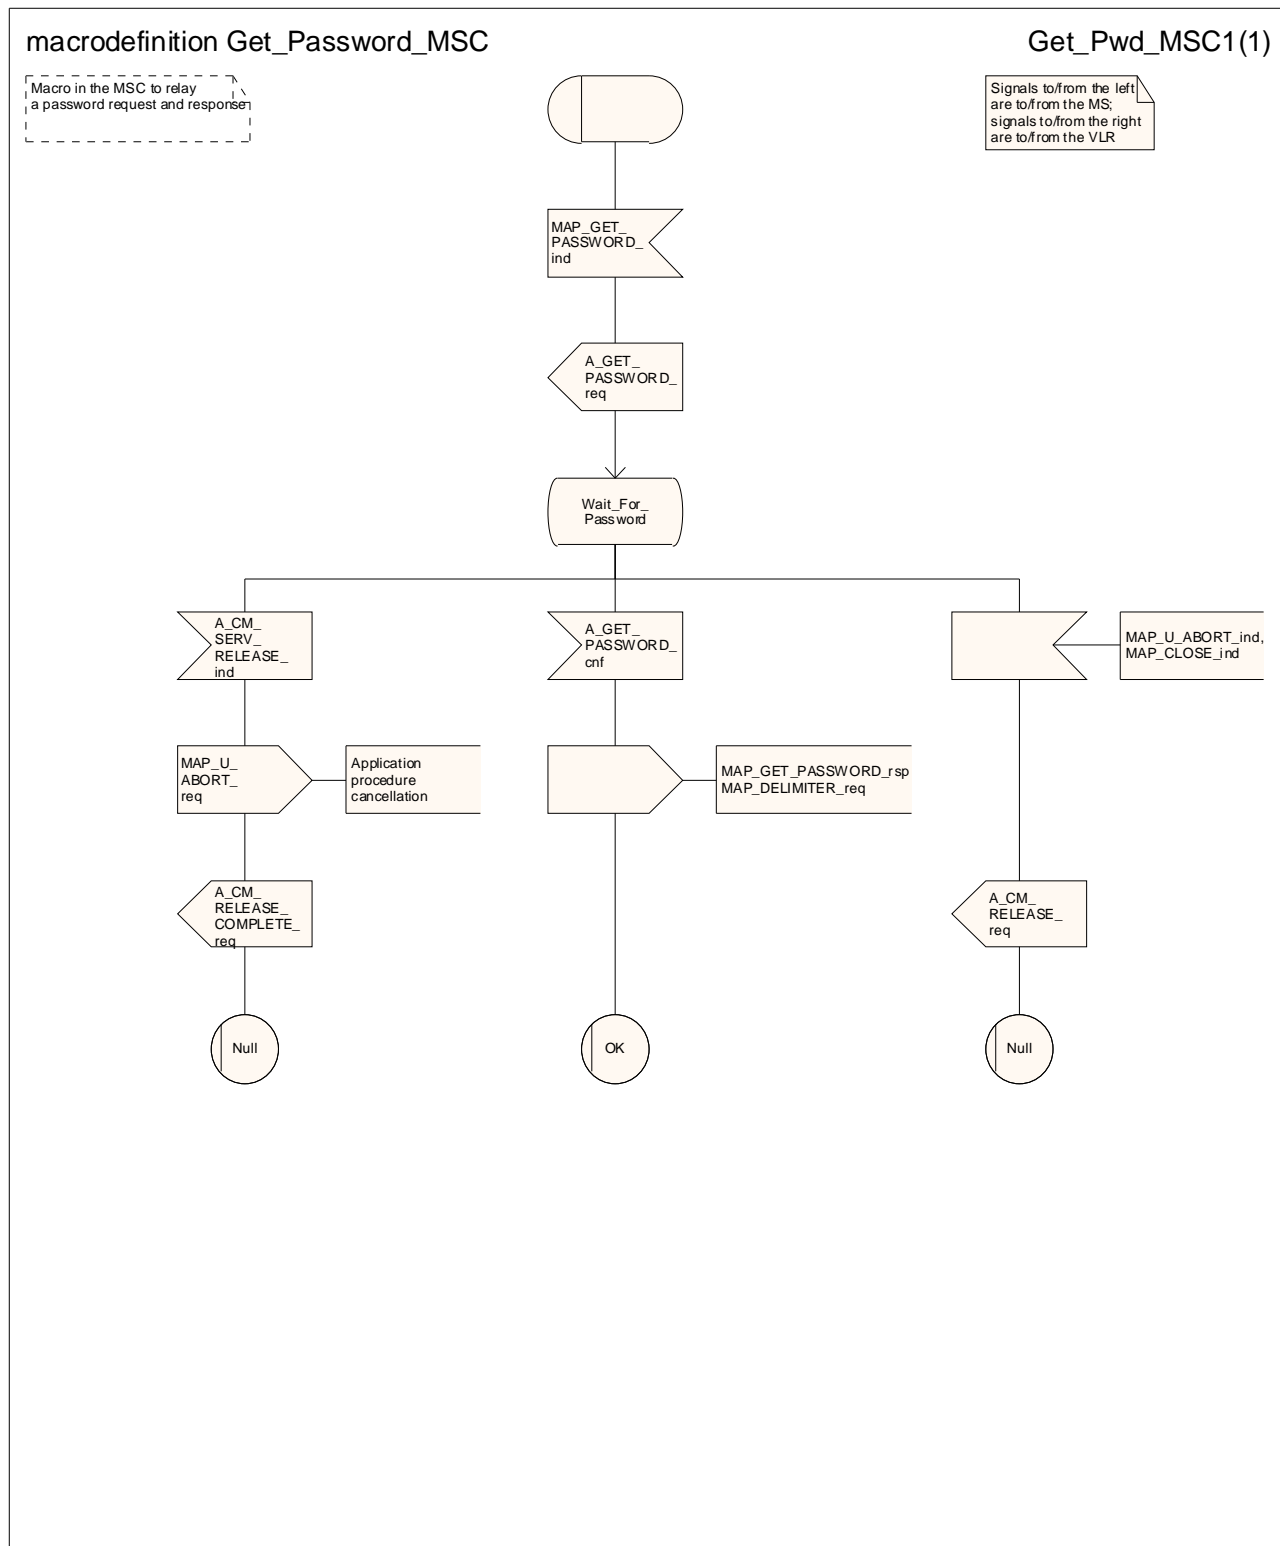 macrodefinition Get_Password_MSC
Get_Pwd_MSC1(1)
Macro in the MSC to relay
a password request and response
Signals to/from the left
are to/from the MS;
signals to/from the right
are to/from the VLR
MAP_GET_
PASSWORD_
ind
A_GET_
PASSWORD_
req
Wait_For_
Password
A_CM_
SERV_
RELEASE_
ind
A_GET_
PASSWORD_
cnf
MAP_U_ABORT_ind,
MAP_CLOSE_ind
MAP_U_
ABORT_
req
Application
procedure
cancellation
MAP_GET_PASSWORD_rsp
MAP_DELIMITER_req
A_CM_
RELEASE_
COMPLETE_
req
A_CM_
RELEASE_
req
Null
OK
Null